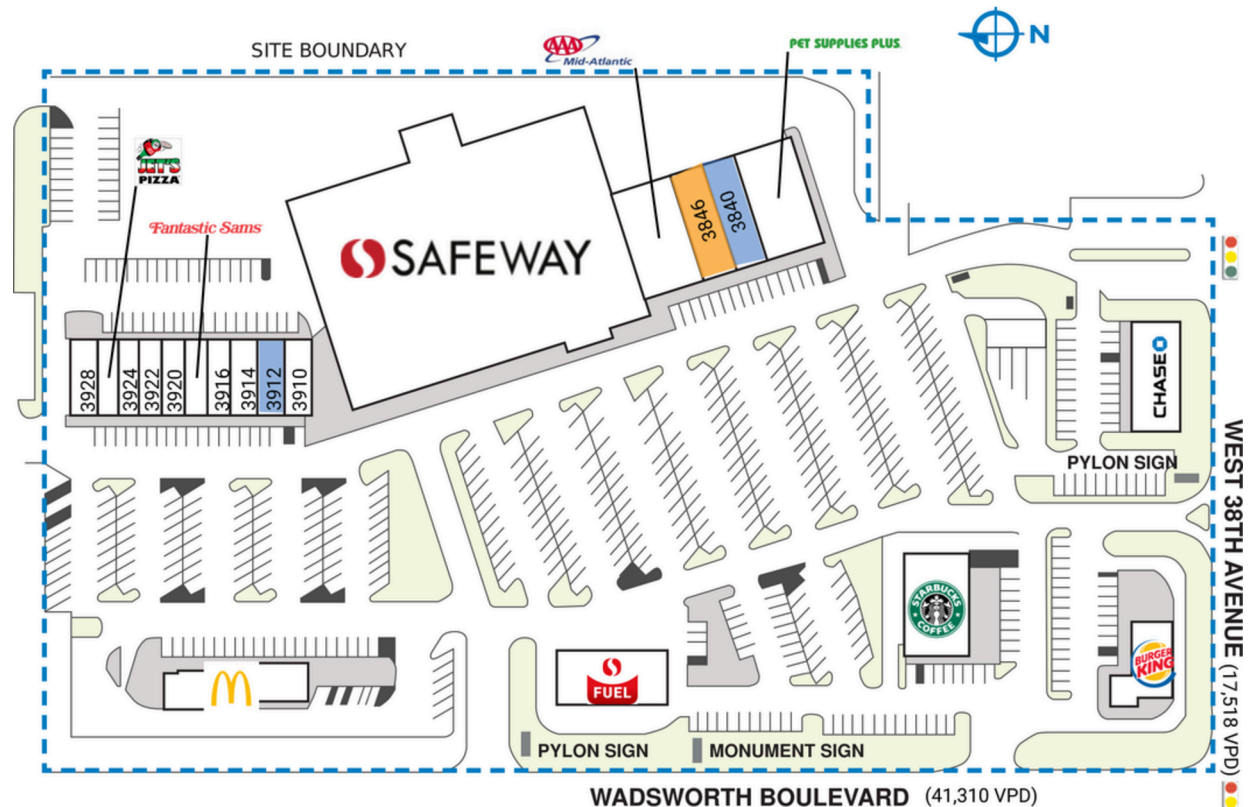 SITE BOUNDARY
AAA
Mid-Atlantic
PET SUPPLIES PLUS
N
JET'S
PIZZA
Fantastic Sams
SAFEWAY
3846
3840
3928
3924
3922
3920
3916
3914
3912
3910
CHASE
PYLON SIGN
WEST 38TH AVENUE (17,518 VPD)
STARBUCKS
COFFEE
BURGER
KING
FUEL
PYLON SIGN
MONUMENT SIGN
WADSWORTH BOULEVARD (41,310 VPD)